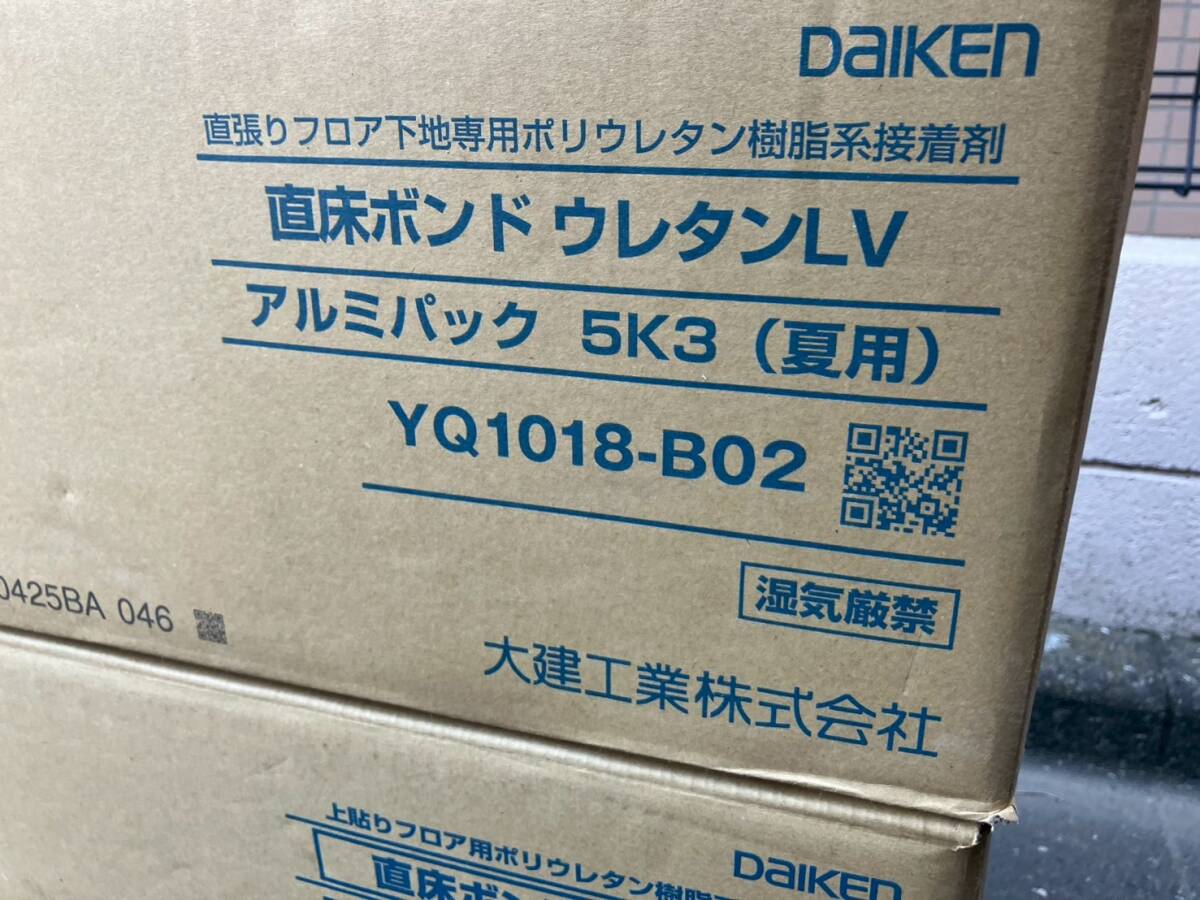 DAIKEN
直張りフロア下地専用ポリウレタン樹脂系接着剤
直床ボンド ウレタンLV
アルミパック 5K3（夏用）
YQ1018-B02
湿気厳禁
0425BA 046
大建工業株式会社
上貼りフロア用ポリウレタン樹脂
DAIKEN
直床ボン